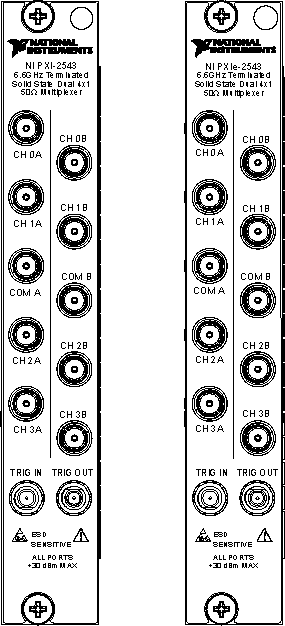 NATIONAL
INSTRUMENTS
NI PXI-2543
6.6GHz Terminated
Solid State Dual 4x1
50Ω Multiplexer
CH 0B
CH 0A
CH 1B
CH 1A
COM B
COM A
CH 2B
CH 2A
CH 3B
CH 3A
TRIG IN TRIG OUT
ESD
SENSITIVE
ALL PORTS
+30 dBm MAX
NATIONAL
INSTRUMENTS
NI PXIe-2543
6.6GHz Terminated
Solid State Dual 4x1
50Ω Multiplexer
CH 0B
CH 0A
CH 1B
CH 1A
COM B
COM A
CH 2B
CH 2A
CH 3B
CH 3A
TRIG IN TRIG OUT
ESD
SENSITIVE
ALL PORTS
+30 dBm MAX